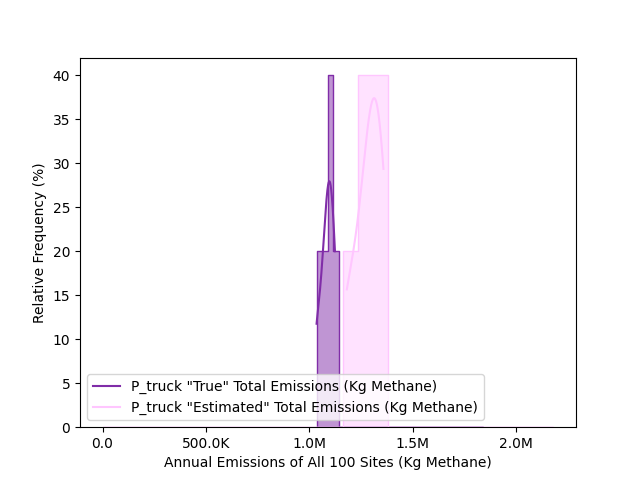 40
35
30
25
20
15
10
5
0
Relative Frequency (%)
P_truck "True" Total Emissions (Kg Methane)
P_truck "Estimated" Total Emissions (Kg Methane)
0.0 500.0K 1.0M 1.5M 2.0M
Annual Emissions of All 100 Sites (Kg Methane)